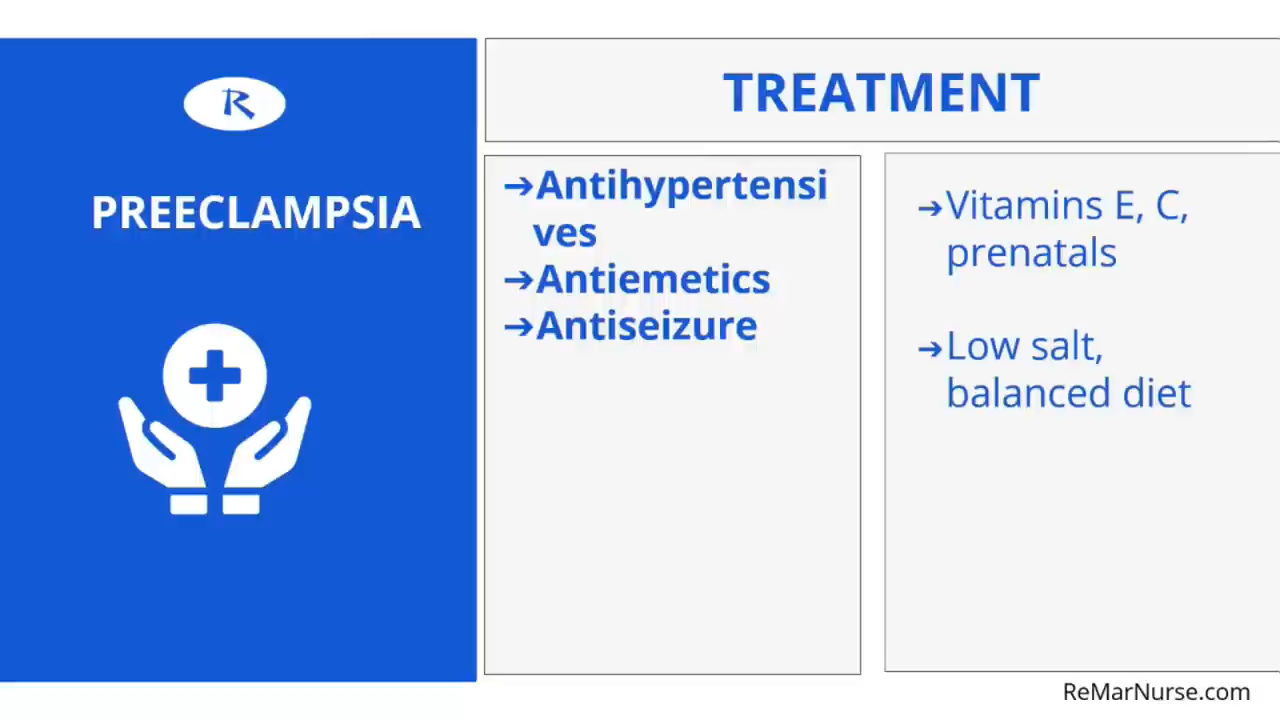 R
PREECLAMPSIA
TREATMENT
➔Antihypertensi
ves
➔Antiemetics
➔Antiseizure
➔Vitamins E, C,
prenatals
➔Low salt,
balanced diet
ReMarNurse.com